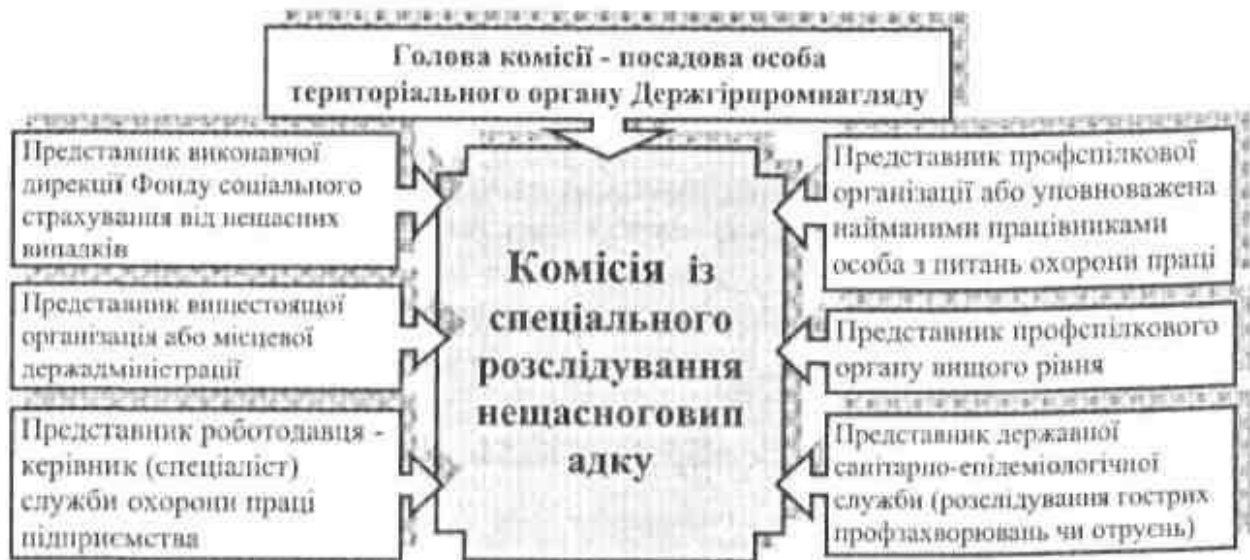 Голова комісії - посадова особа
територіального органу Держгірпромнагляду
Представник виконавчої
дирекції Фонду соціального
страхування від нещасних
випадків
Представник вищестоящої
організація або місцевої
держадміністрації
Представник роботодавця -
керівник (спеціаліст)
служби охорони праці
підприємства
Комісія із
спеціального
розслідування
нещасноговип
адку
Представник профспілкової
організації або уповноважена
найманими працівниками
особа з питань охорони праці
Представник профспілкового
органу вищого рівня
Представник державної
санітарно-епідеміологічної
служби (розслідування гострих
профзахворювань чи отруєнь)